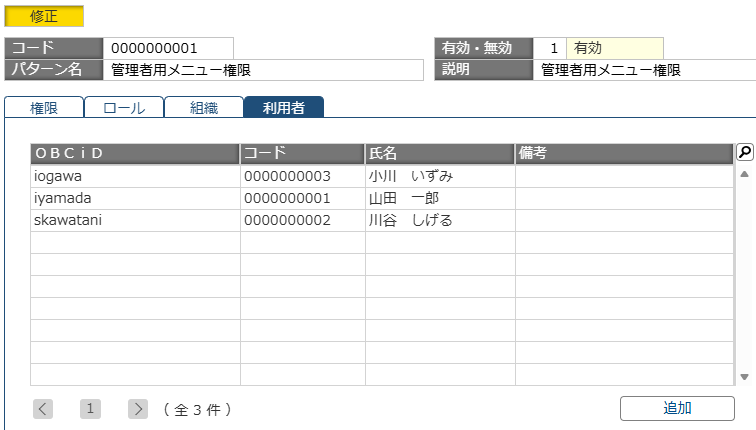 修正
コード 0000000001 有効・無効 1 有効
パターン名 管理者用メニュー権限 説明 管理者用メニュー権限
権限 ロール 組織 利用者
ＯＢＣｉＤ コード 氏名 備考
iogawa 0000000003 小川　いずみ
iyamada 0000000001 山田　一郎
skawatani 0000000002 川谷　しげる
1 （ 全 3 件 ） 追加